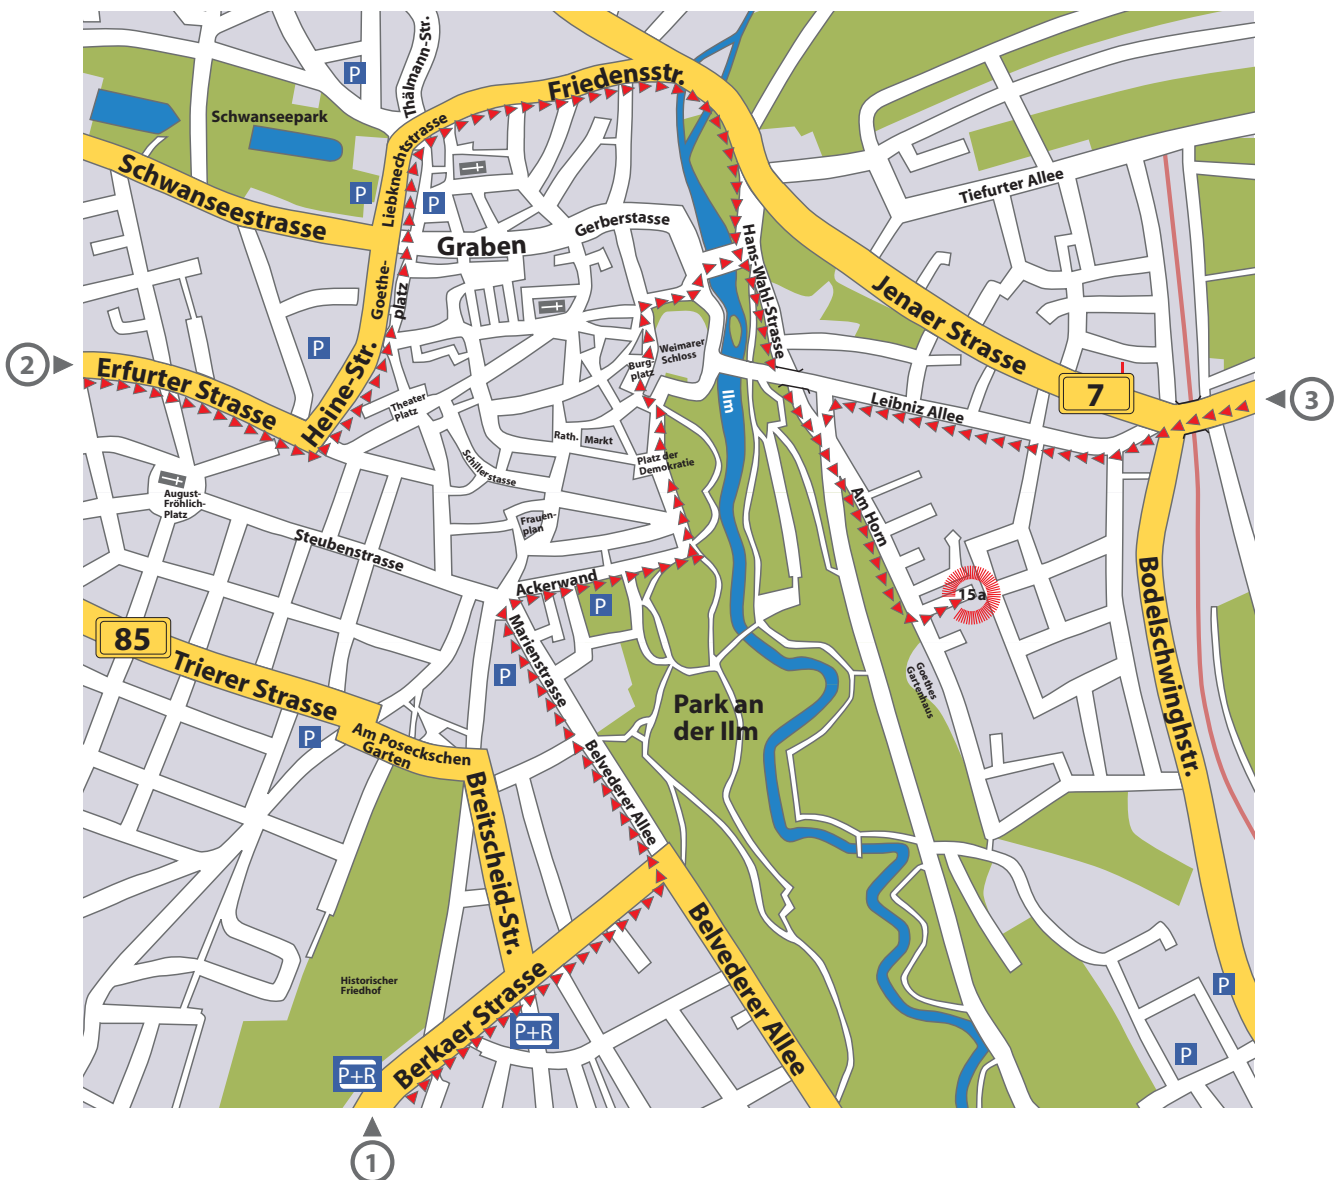 P
Thälmann-Str.
Friedensstr.
Schwanseepark
Liebknechtstrasse
P
P
Schwanseestrasse
Tiefurter Allee
Gerberstasse
Graben
Hans-Wahl-Strasse
Goethe-
platz
Jenaer Strasse
P
Weimarer
Schloss
Burg-
platz
2
Erfurter Strasse
Heine-Str.
7
3
Theater
Platz
Ilm
Leibniz Allee
Rath-
Markt
Schillerstasse
Platz der
Demokratie
August-
Fröhlich-
Platz
Frauen-
plan
Am Horn
Steubenstrasse
Ackerwand
P
15a
Bodelschwinghstr.
85
Trierer Strasse
Marienstrasse
P
Goethes
Gartenhaus
Park an
der Ilm
P
Am Poseckschen
Garten
Belvederer Allee
Breitscheid-Str.
Belvederer Allee
Historischer
Friedhof
Berkaer Strasse
P
P+R
P
P+R
1